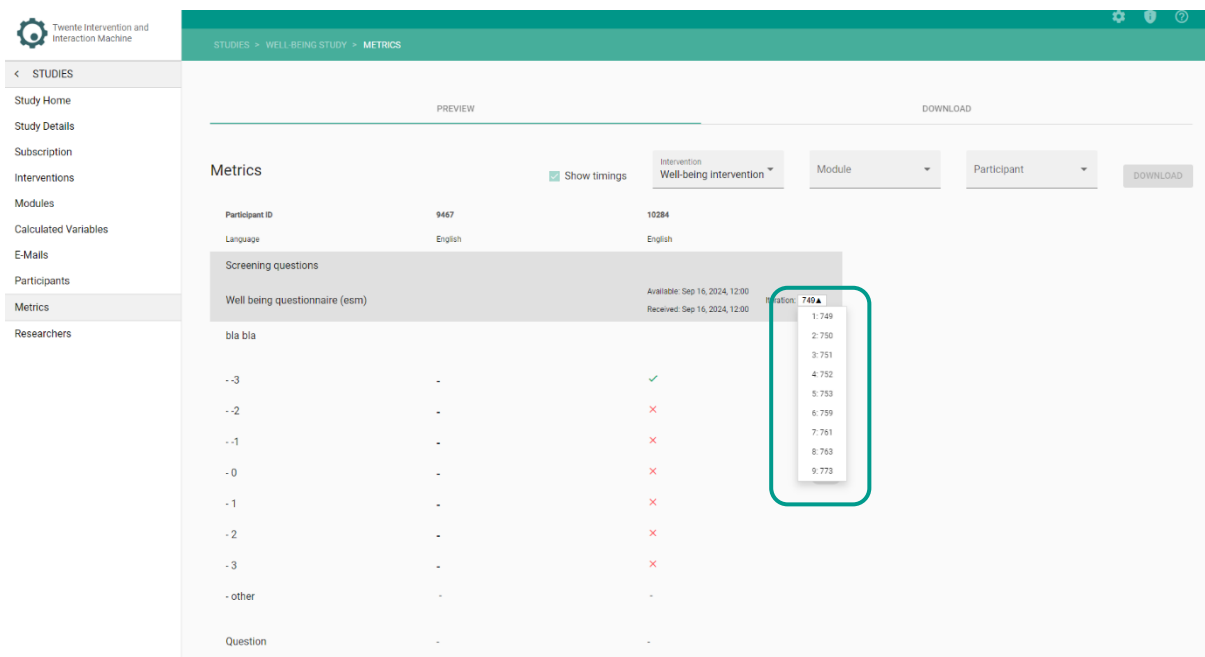 Twente Intervention and
Interaction Machine
STUDIES > WELL-BEING STUDY > METRICS
< STUDIES
Study Home
Study Details
Subscription
Interventions
Modules
Calculated Variables
E-Mails
Participants
Metrics
Researchers
PREVIEW DOWNLOAD
Metrics
Show timings
Intervention
Well-being intervention
Module
Participant
DOWNLOAD
Participant ID 9467 10284
Language English English
Screening questions
Well being questionnaire (esm)
Available: Sep 16, 2024, 12:00
Received: Sep 16, 2024, 12:00
Iteration: 749▲
1: 749
2: 750
3: 751
4: 752
5: 753
6: 759
7: 761
8: 763
9: 773
bla bla
- -3 - ✓
- -2 - ×
- -1 - ×
- 0 - ×
- 1 - ×
- 2 - ×
- 3 - ×
- other - -
Question - -